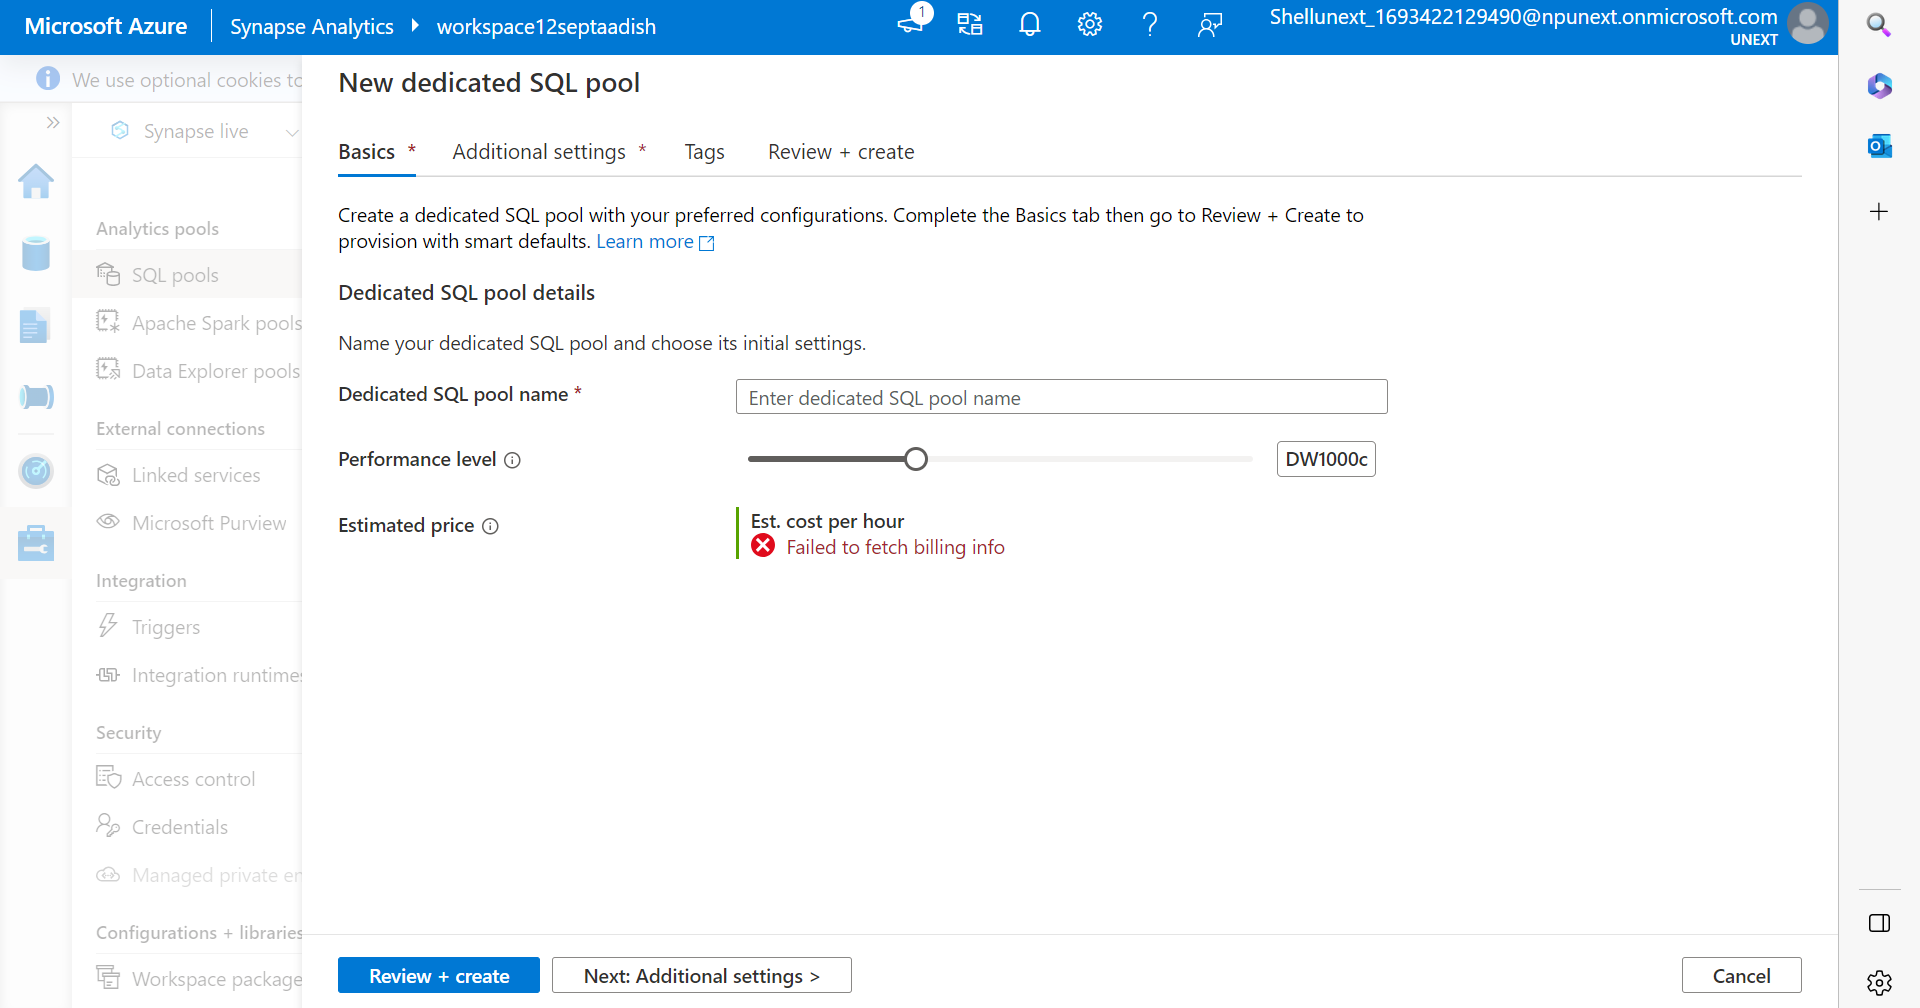 Microsoft Azure
Synapse Analytics
workspace12septaadish
1
Shellunext_1693422129490@npunext.onmicrosoft.com
UNEXT
We use optional cookies to
Synapse live
Analytics pools
SQL pools
Apache Spark pools
Data Explorer pools
External connections
Linked services
Microsoft Purview
Integration
Triggers
Integration runtimes
Security
Access control
Credentials
Managed private en
Configurations + libraries
Workspace package
New dedicated SQL pool
Basics *
Additional settings *
Tags
Review + create
Create a dedicated SQL pool with your preferred configurations. Complete the Basics tab then go to Review + Create to
provision with smart defaults. Learn more
Dedicated SQL pool details
Name your dedicated SQL pool and choose its initial settings.
Dedicated SQL pool name *
Enter dedicated SQL pool name
Performance level
DW1000c
Estimated price
Est. cost per hour
Failed to fetch billing info
Review + create
Next: Additional settings >
Cancel